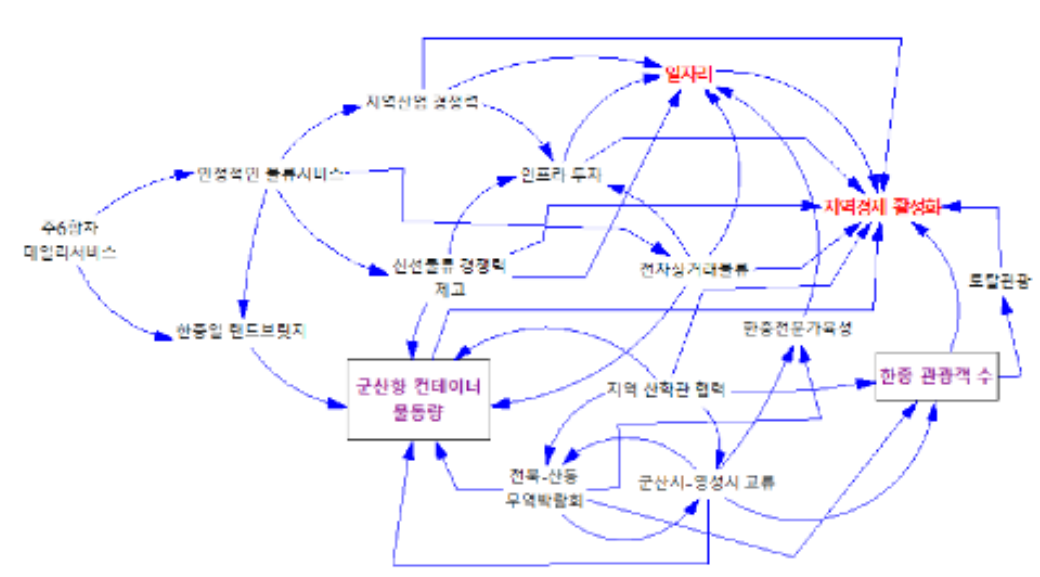 일자리
지역산업 경쟁력
안정적인 물류서비스
인프라 투자
지역경제 활성화
주6항차
데일리서비스
신선물류 경쟁력
제고
전자상거래물류
토탈관광
한중일 랜드브릿지
한중전문가육성
군산항 컨테이너
물동량
지역 산학관 협력
한중 관광객 수
전북-산동
무역박람회
군산시-영성시 교류